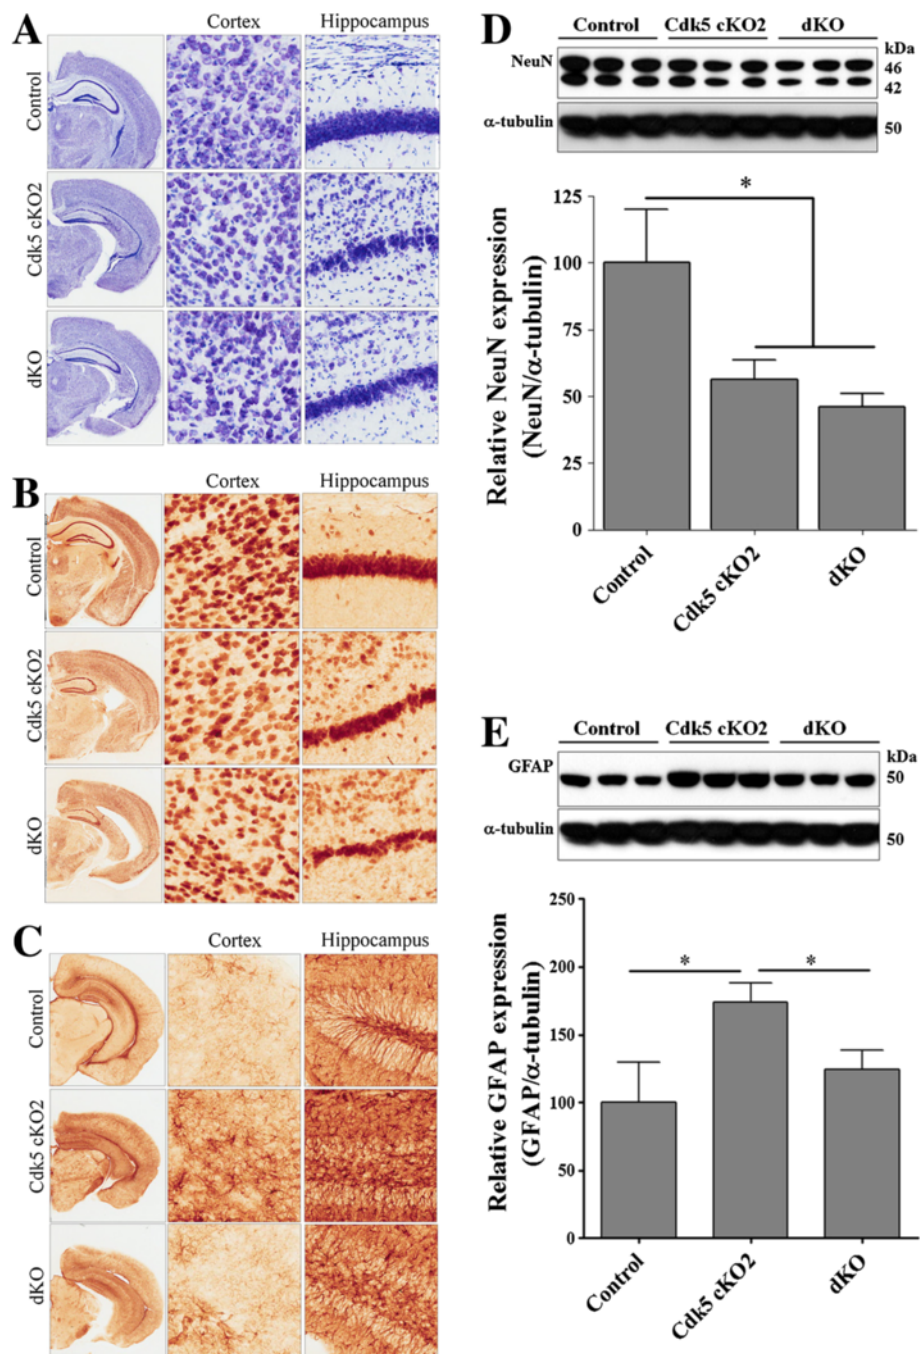 A
Cortex Hippocampus
Control
Cdk5 cKO2
dKO
B
Cortex Hippocampus
Control
Cdk5 cKO2
dKO
C
Cortex Hippocampus
Control
Cdk5 cKO2
dKO
D
Control Cdk5 cKO2 dKO
kDa
NeuN
46
42
α-tubulin
50
Relative NeuN expression
(NeuN/α-tubulin)
125
100
75
50
25
0
*
Control
Cdk5 cKO2
dKO
E
Control Cdk5 cKO2 dKO
kDa
GFAP
50
α-tubulin
50
Relative GFAP expression
(GFAP/α-tubulin)
250
200
150
100
50
0
* *
Control
Cdk5 cKO2
dKO